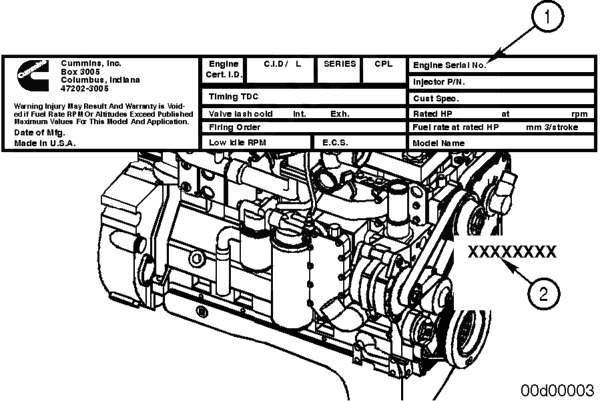 1
Cummins
Cummins, Inc.
Box 3005
Columbus, Indiana
47202-3005
Warning Injury May Result And Warranty is Void-
ed if Fuel Rate RPM Or Altitudes Exceed Published
Maximum Values For This Model And Application.
Date of Mfg.
Made In U.S.A.
Engine C.I.D / L SERIES CPL
Cert. I.D.
Timing TDC
Valve lash cold Int. Exh.
Firing Order
Low Idle RPM E.C.S.
Engine Serial No.
Injector P/N.
Cust Spec.
Rated HP at rpm
Fuel rate at rated HP mm 3/stroke
Model Name
XXXXXXXX
2
00d00003